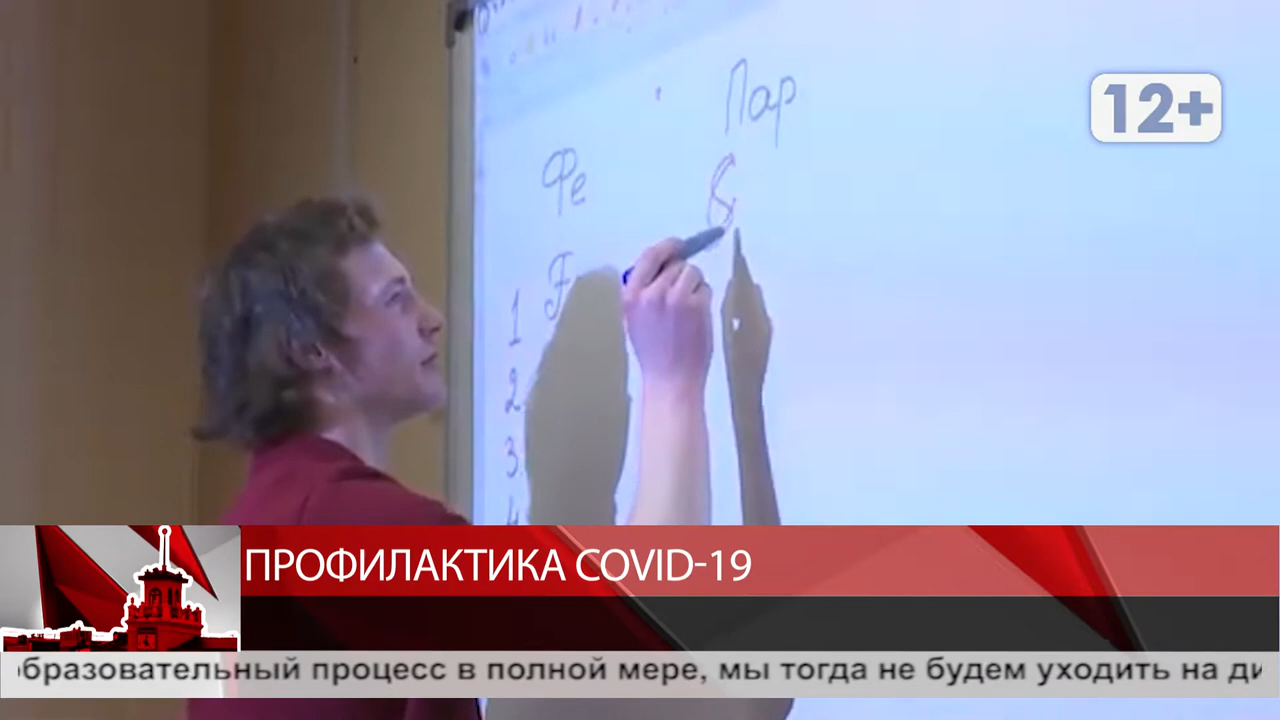 12+
Пар
Фе
F
1
2
3
4
ПРОФИЛАКТИКА COVID-19
бразовательный процесс в полной мере, мы тогда не будем уходить на ди